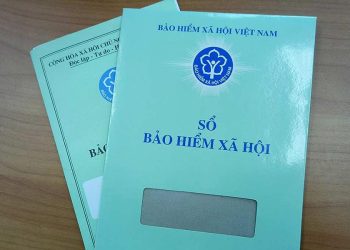 CỘNG HÒA XÃ HỘI CHỦ
Độc lập - Tự do - H
BẢO
BẢO HIỂM XÃ HỘI VIỆT NAM
SỔ
BẢO HIỂM XÃ HỘI